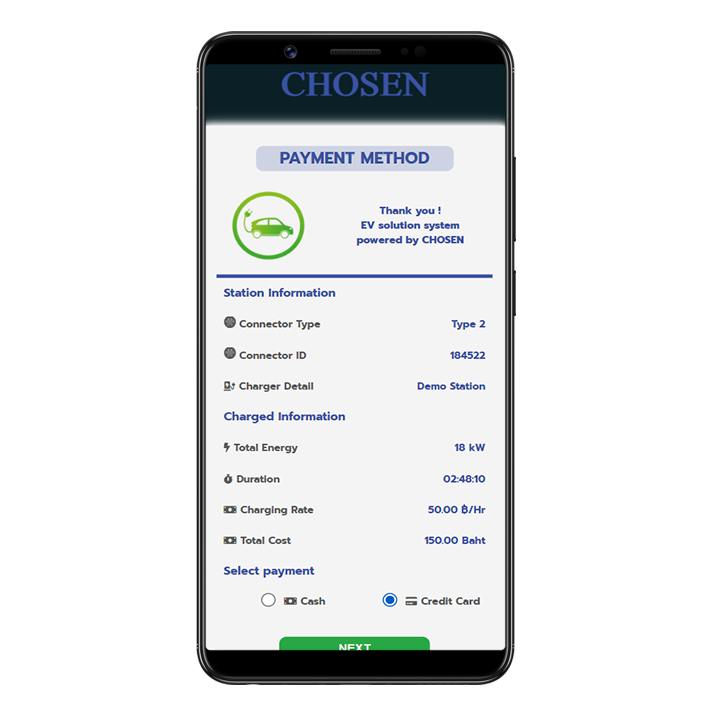 CHOSEN
PAYMENT METHOD
Thank you !
EV solution system
powered by CHOSEN
Station Information
Connector Type Type 2
Connector ID 184522
Charger Detail Demo Station
Charged Information
Total Energy 18 kW
Duration 02:48:10
Charging Rate 50.00 ฿/Hr
Total Cost 150.00 Baht
Select payment
Cash Credit Card
NEXT